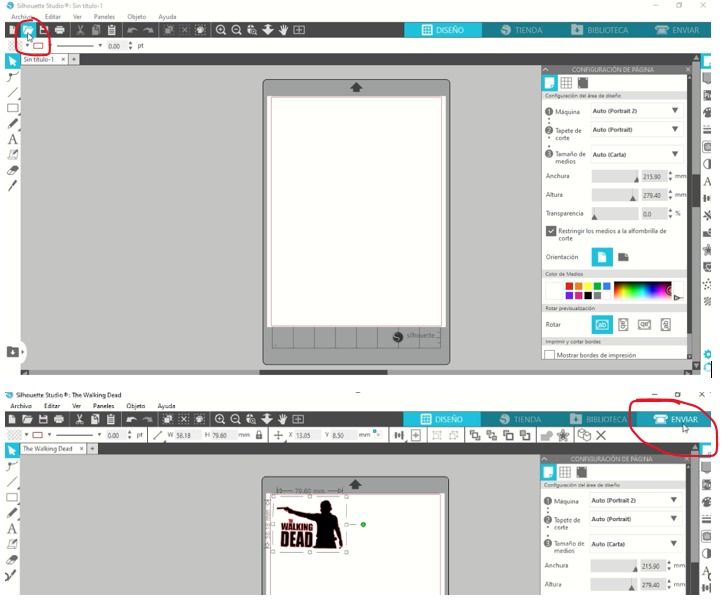 Silhouette Studio®: Sin título-1
Archivo Editar Ver Paneles Objeto Ayuda
DISEÑO TIENDA BIBLIOTECA ENVIAR
0.00 pt
Sin título-1 × +
CONFIGURACIÓN DE PÁGINA
Configuración del área de diseño
1 Máquina Auto (Portrait 2)
2 Tapete de corte Auto (Portrait)
3 Tamaño de medios Auto (Carta)
Anchura 215.90 mm
Altura 279.40 mm
Transparencia 0.0 %
Restringir los medios a la alfombrilla de corte
Orientación
Color de Medios
Rotar previsualización
Rotar ab
Imprimir y cortar bordes
Mostrar bordes de impresión
silhouette
Silhouette Studio®: The Walking Dead
Archivo Editar Ver Paneles Objeto Ayuda
DISEÑO TIENDA BIBLIOTECA ENVIAR
0.00 pt W 58.18 H 79.60 mm X 13.05 Y 8.50 mm
The Walking Dead × +
CONFIGURACIÓN DE PÁGINA
Configuración del área de diseño
79.60 mm
58.18 mm
THE
WALKING
DEAD
1 Máquina Auto (Portrait 2)
2 Tapete de corte Auto (Portrait)
3 Tamaño de medios Auto (Carta)
Anchura 215.90 mm
Altura 279.40 mm